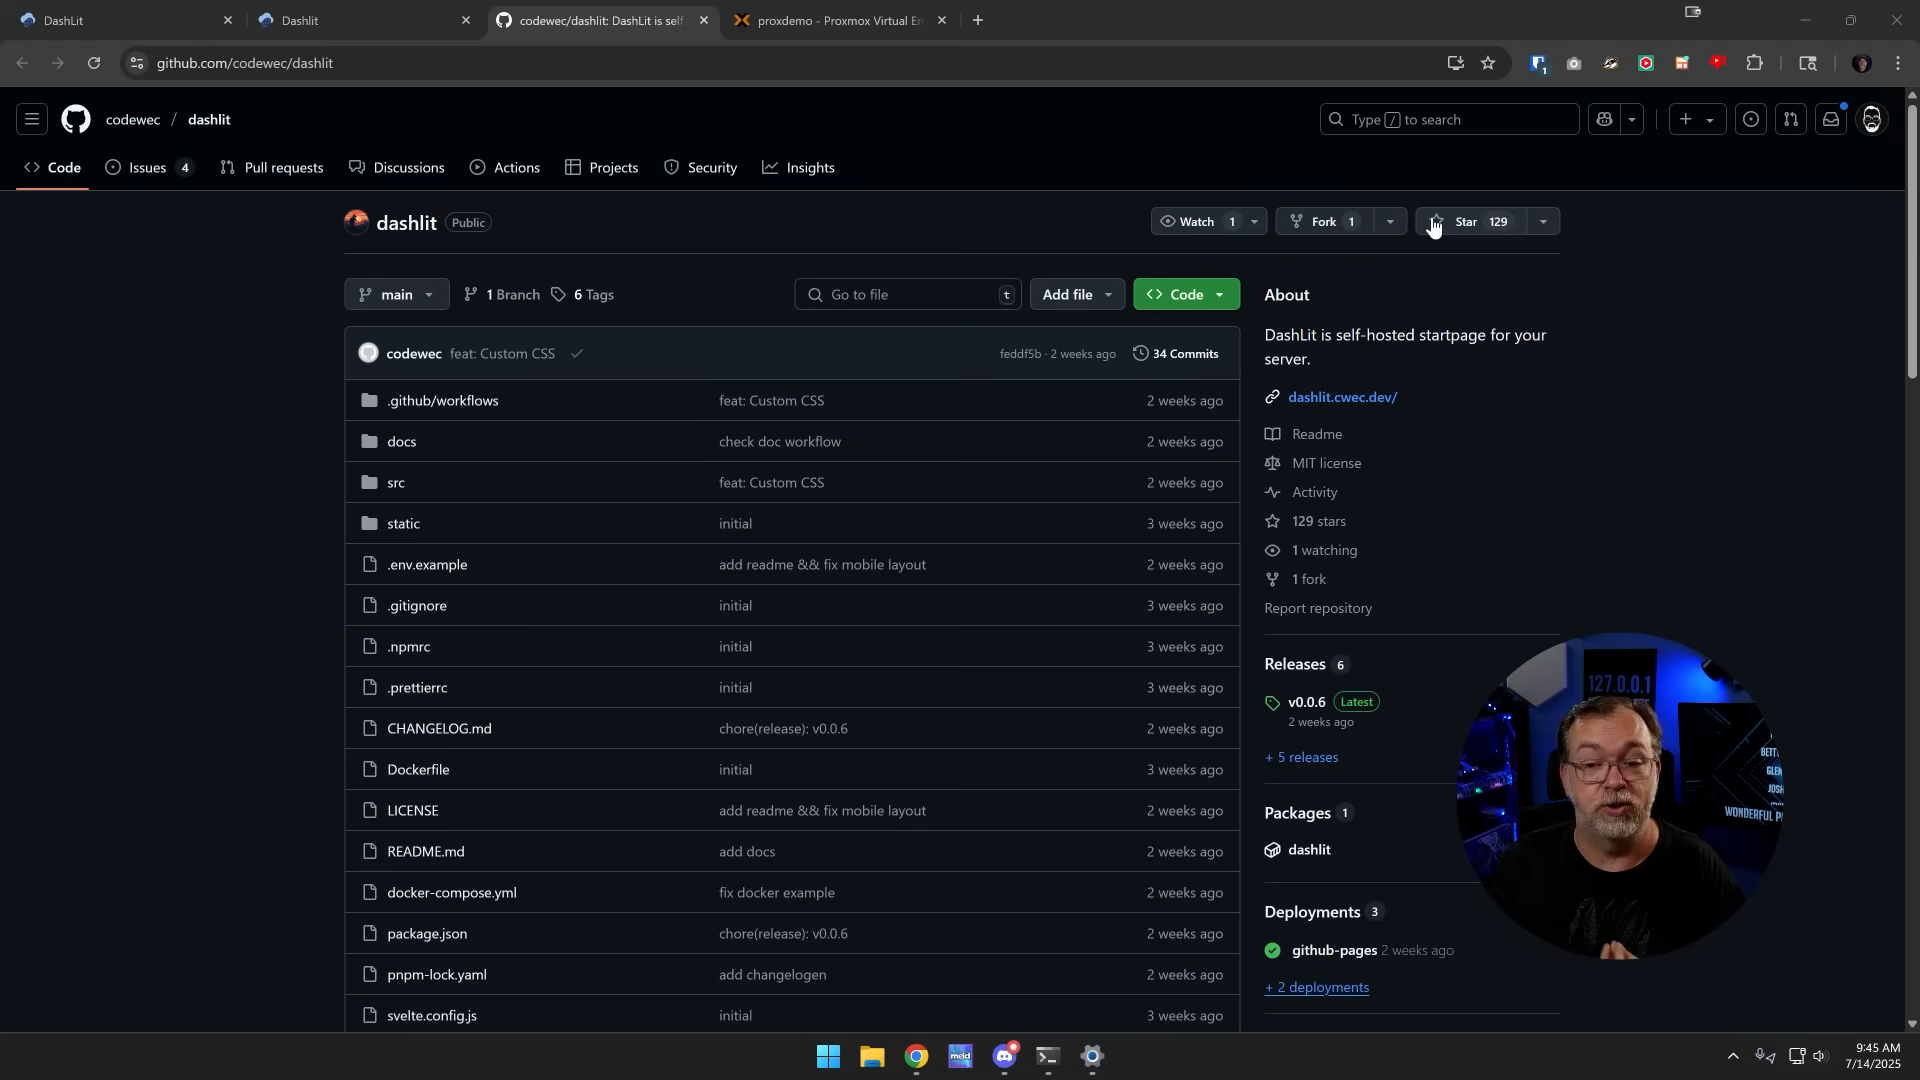 DashLit
Dashlit
codewec/dashlit: DashLit is self
proxdemo - Proxmox Virtual En
github.com/codewec/dashlit
1
codewec / dashlit
Type / to search
Code
Issues 4
Pull requests
Discussions
Actions
Projects
Security
Insights
dashlit Public
Watch 1
Fork 1
Star 129
main
1 Branch
6 Tags
Go to file t
Add file
Code
codewec feat: Custom CSS
feddf5b · 2 weeks ago
34 Commits
.github/workflows feat: Custom CSS 2 weeks ago
docs check doc workflow 2 weeks ago
src feat: Custom CSS 2 weeks ago
static initial 3 weeks ago
.env.example add readme && fix mobile layout 2 weeks ago
.gitignore initial 3 weeks ago
.npmrc initial 3 weeks ago
.prettierrc initial 3 weeks ago
CHANGELOG.md chore(release): v0.0.6 2 weeks ago
Dockerfile initial 3 weeks ago
LICENSE add readme && fix mobile layout 2 weeks ago
README.md add docs 2 weeks ago
docker-compose.yml fix docker example 2 weeks ago
package.json chore(release): v0.0.6 2 weeks ago
pnpm-lock.yaml add changelogen 2 weeks ago
svelte.config.js initial 3 weeks ago
About
DashLit is self-hosted startpage for your
server.
dashlit.cwec.dev/
Readme
MIT license
Activity
129 stars
1 watching
1 fork
Report repository
Releases 6
v0.0.6 Latest
2 weeks ago
+ 5 releases
Packages 1
dashlit
Deployments 3
github-pages 2 weeks ago
+ 2 deployments
127.0.0.1
BETT
GLEN
JOSH
WONDERFUL P
meld
9:45 AM
7/14/2025